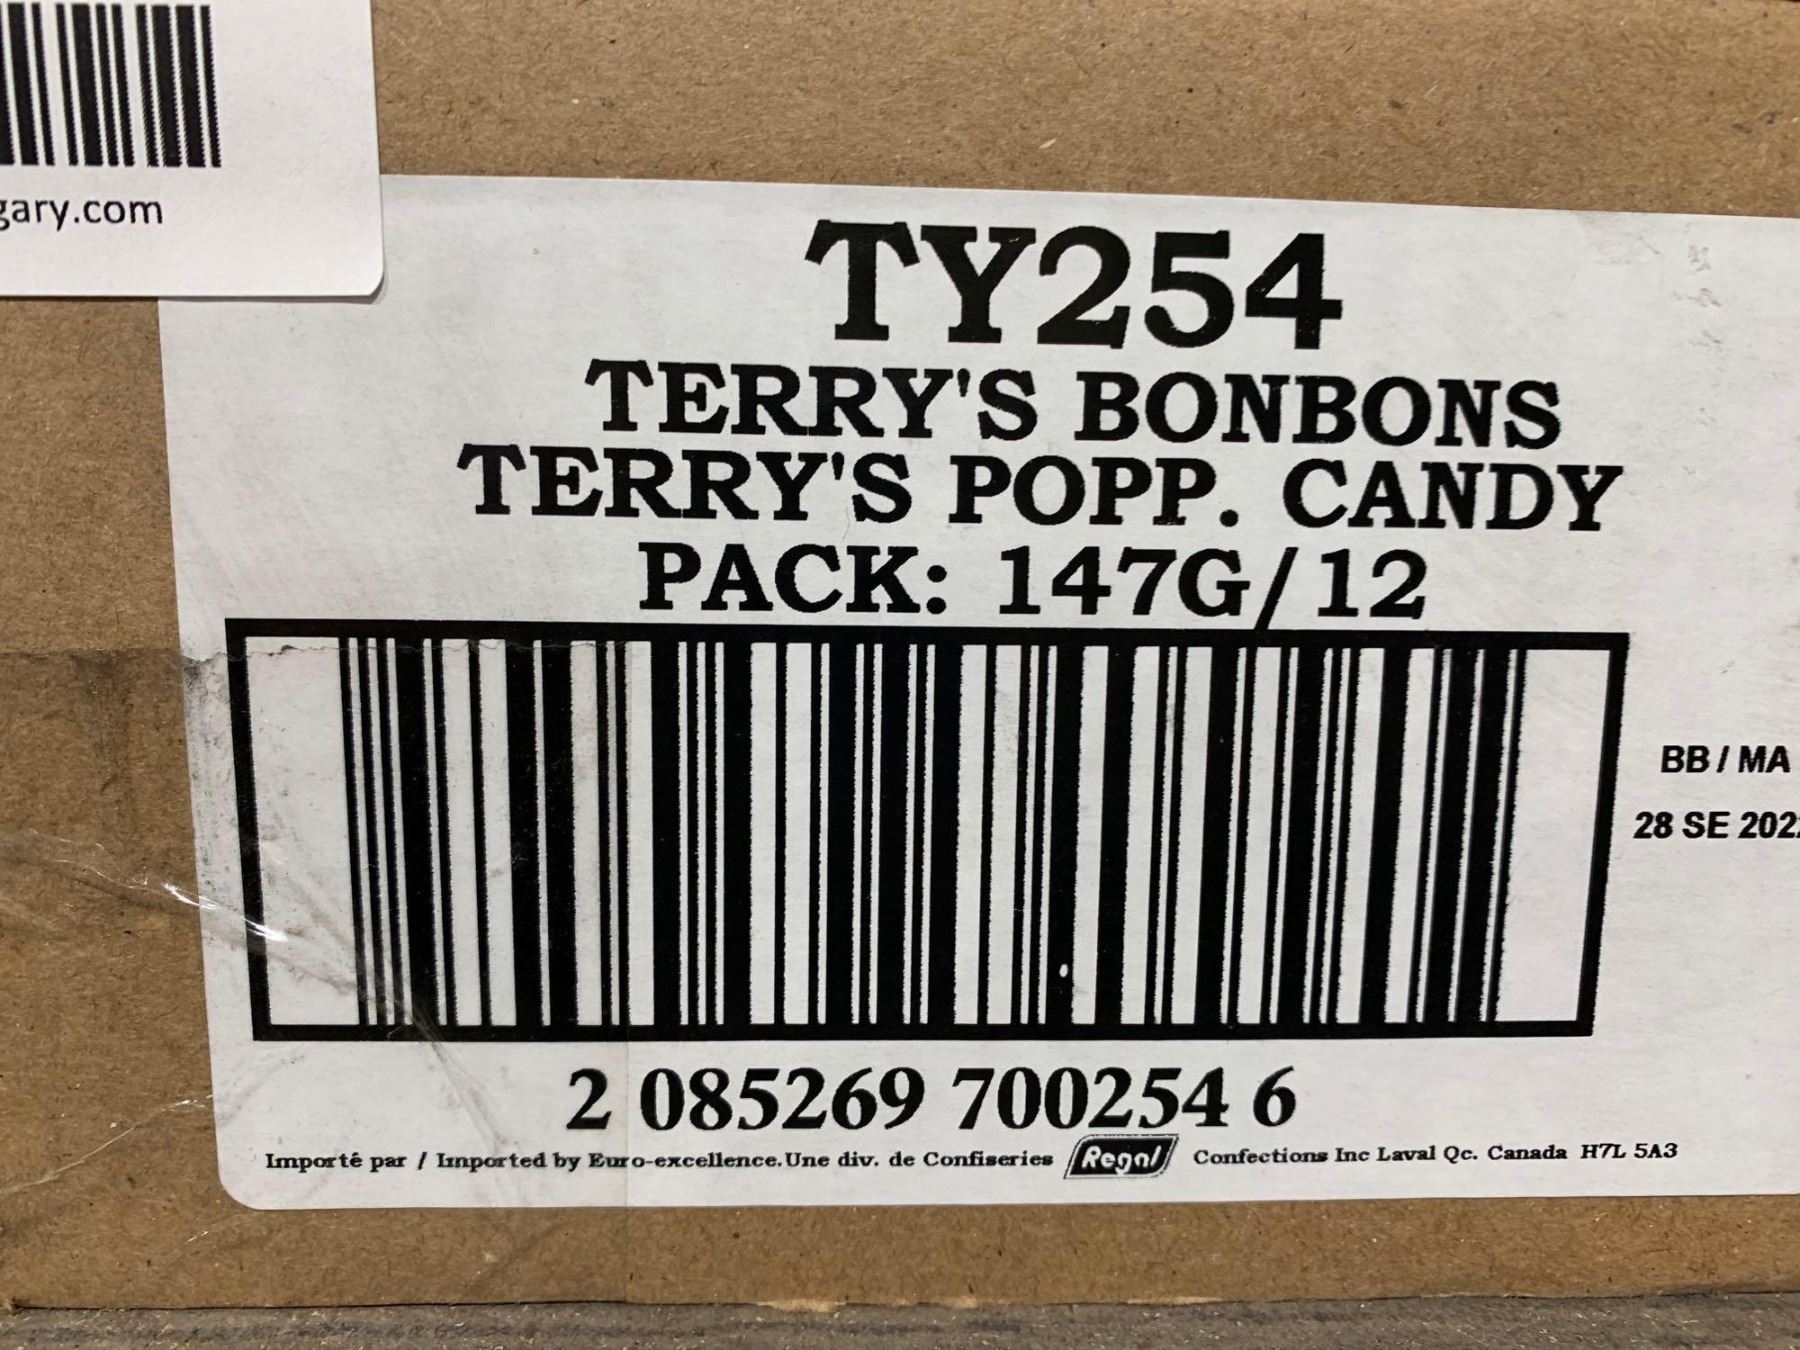 gary.com
TY254
TERRY'S BONBONS
TERRY'S POPP. CANDY
PACK: 147G/12
BB / MA
28 SE 202
2 085269 700254 6
Importê par / Imported by Euro-excellence.Une div. de Confiseries Regal Confections Inc Laval Qc. Canada H7L 5A3